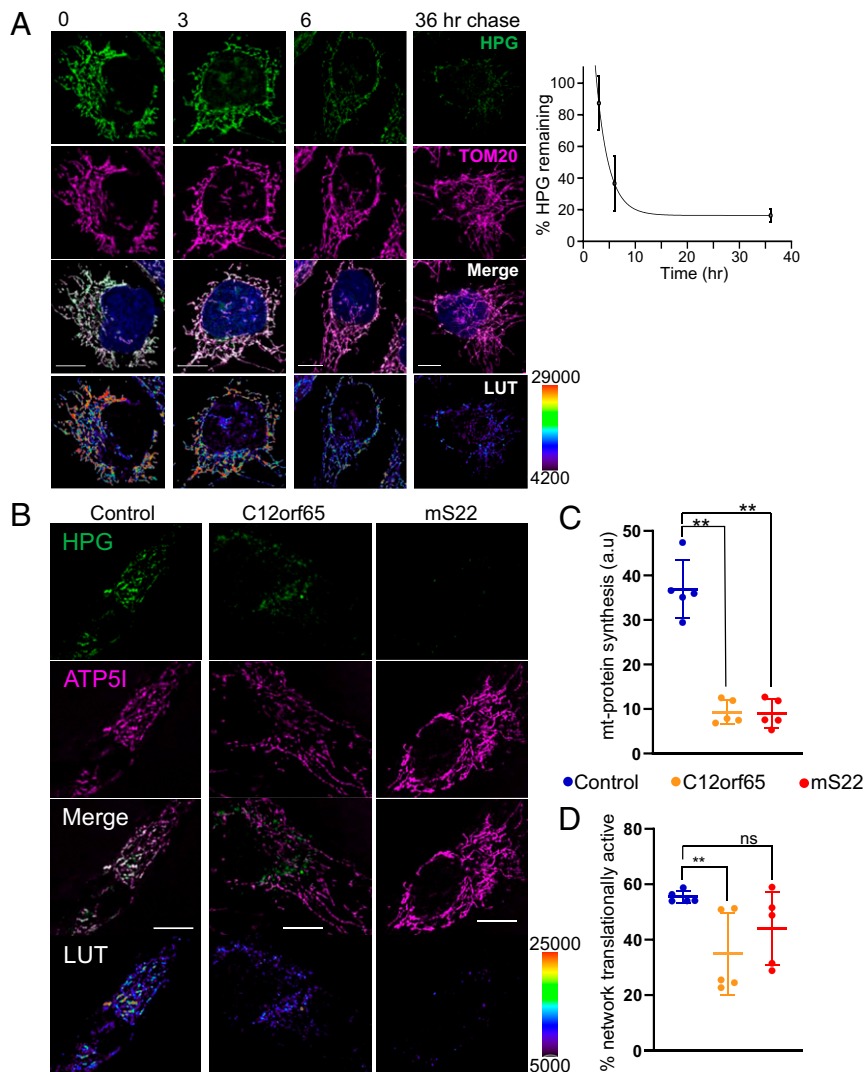 A
0 3 6 36 hr chase
HPG
TOM20
Merge
LUT
29000
4200
% HPG remaining
100
80
60
40
20
0
0 10 20 30 40
Time (hr)
B
Control C12orf65 mS22
HPG
ATP5I
Merge
LUT
25000
5000
C
mt-protein synthesis (a.u)
50
40
30
20
10
0
** **
Control C12orf65 mS22
D
% network translationally active
80
60
40
20
0
** ns